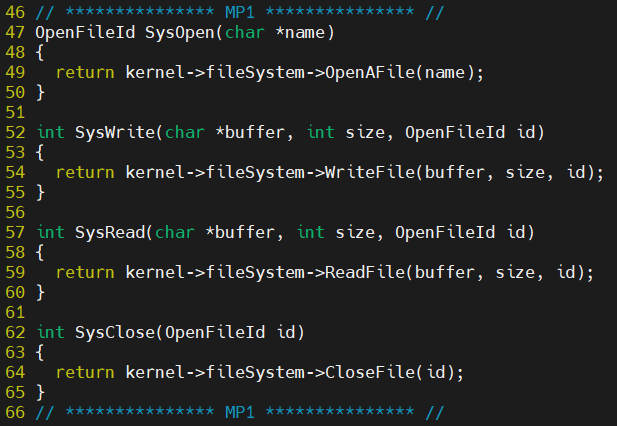 46 // *************** MP1 *************** //
47 OpenFileId SysOpen(char *name)
48 {
49   return kernel->fileSystem->OpenAFile(name);
50 }
51
52 int SysWrite(char *buffer, int size, OpenFileId id)
53 {
54   return kernel->fileSystem->WriteFile(buffer, size, id);
55 }
56
57 int SysRead(char *buffer, int size, OpenFileId id)
58 {
59   return kernel->fileSystem->ReadFile(buffer, size, id);
60 }
61
62 int SysClose(OpenFileId id)
63 {
64   return kernel->fileSystem->CloseFile(id);
65 }
66 // *************** MP1 *************** //